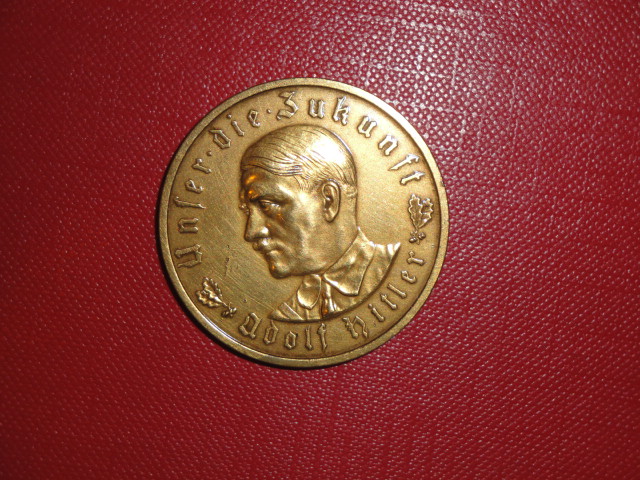 Unser · die · Zukunft
Adolf Hitler